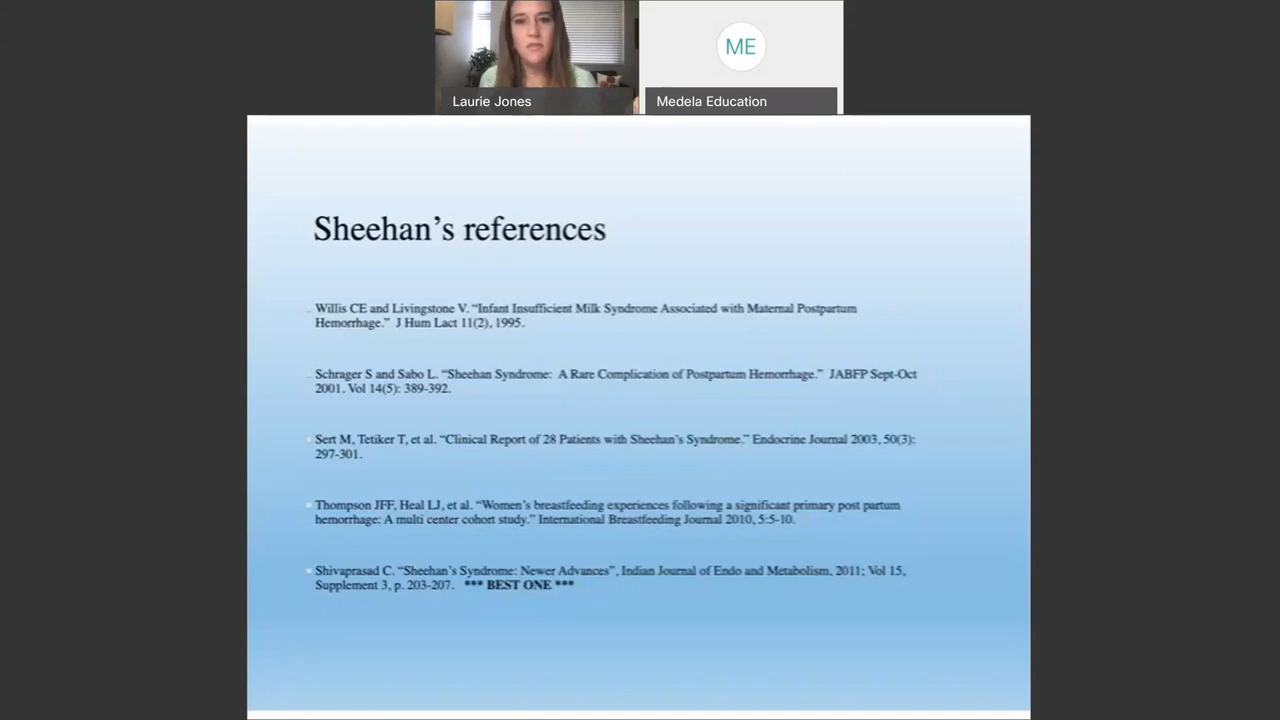 ME
Laurie Jones
Medela Education
Sheehan’s references
Willis CE and Livingstone V. “Infant Insufficient Milk Syndrome Associated with Maternal Postpartum
Hemorrhage.”  J Hum Lact 11(2), 1995.
Schrager S and Sabo L. “Sheehan Syndrome:  A Rare Complication of Postpartum Hemorrhage.”  JABFP Sept-Oct
2001. Vol 14(5): 389-392.
Sert M, Tetiker T, et al. “Clinical Report of 28 Patients with Sheehan’s Syndrome.” Endocrine Journal 2003, 50(3):
297-301.
Thompson JFF, Heal LJ, et al. “Women’s breastfeeding experiences following a significant primary post partum
hemorrhage: A multi center cohort study.” International Breastfeeding Journal 2010, 5:5-10.
Shivaprasad C. “Sheehan’s Syndrome: Newer Advances”, Indian Journal of Endo and Metabolism, 2011; Vol 15,
Supplement 3, p. 203-207.   *** BEST ONE ***